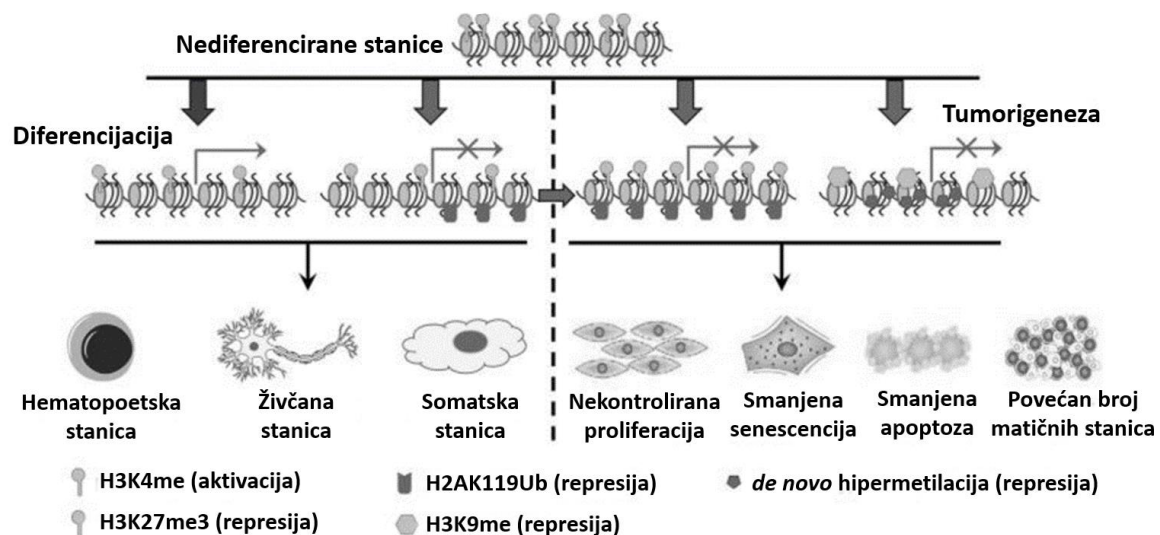 Nediferencirane stanice
Diferencijacija
Tumorigeneza
Hematopoetska
stanica
Živčana
stanica
Somatska
stanica
Nekontrolirana
proliferacija
Smanjena
senescencija
Smanjena
apoptoza
Povećan broj
matičnih stanica
H3K4me (aktivacija)
H2AK119Ub (represija)
de novo hipermetilacija (represija)
H3K27me3 (represija)
H3K9me (represija)